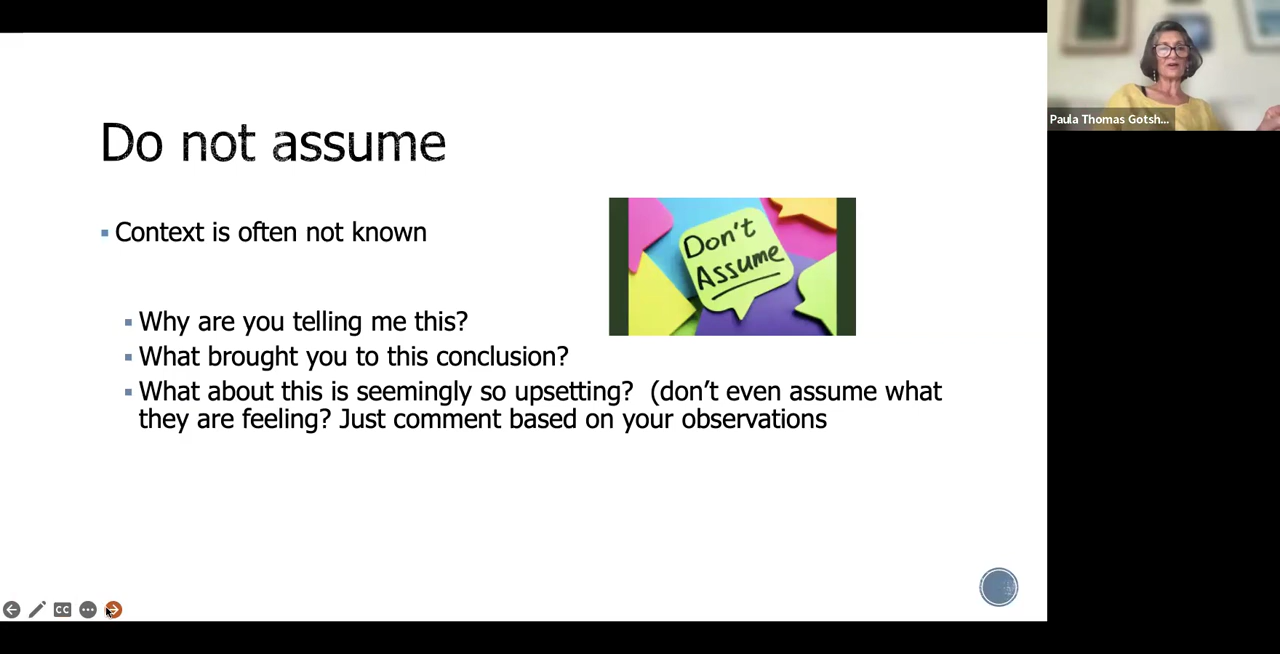 Do not assume
Context is often not known
Don't
Assume
Why are you telling me this?
What brought you to this conclusion?
What about this is seemingly so upsetting?  (don't even assume what
they are feeling? Just comment based on your observations
Paula Thomas Gotsh...
CC